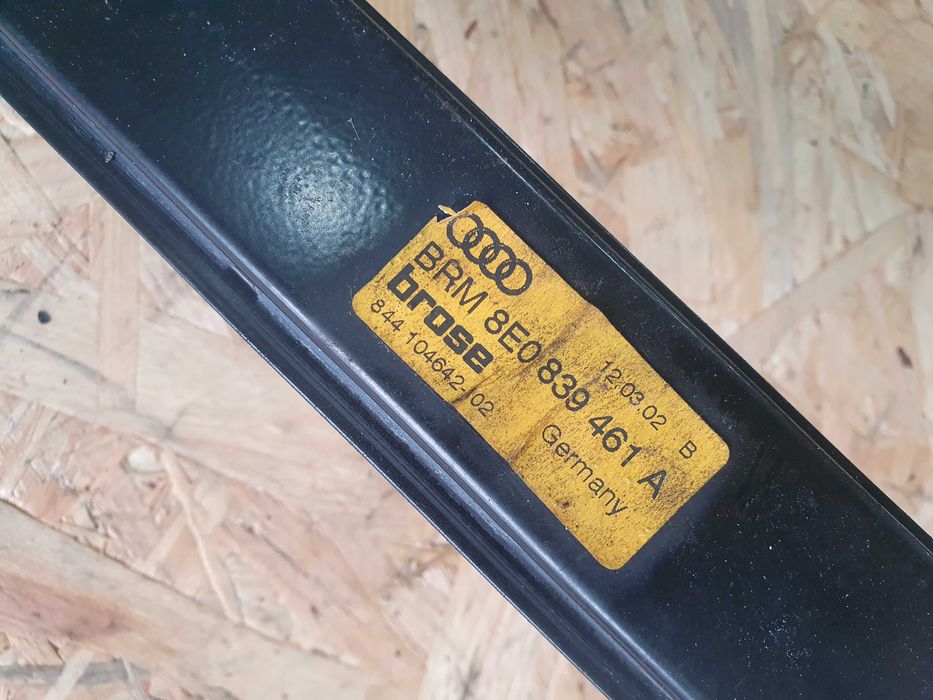 12.03.02 B
BRM 8E0 839 461 A
brose Germany
844 104642 02